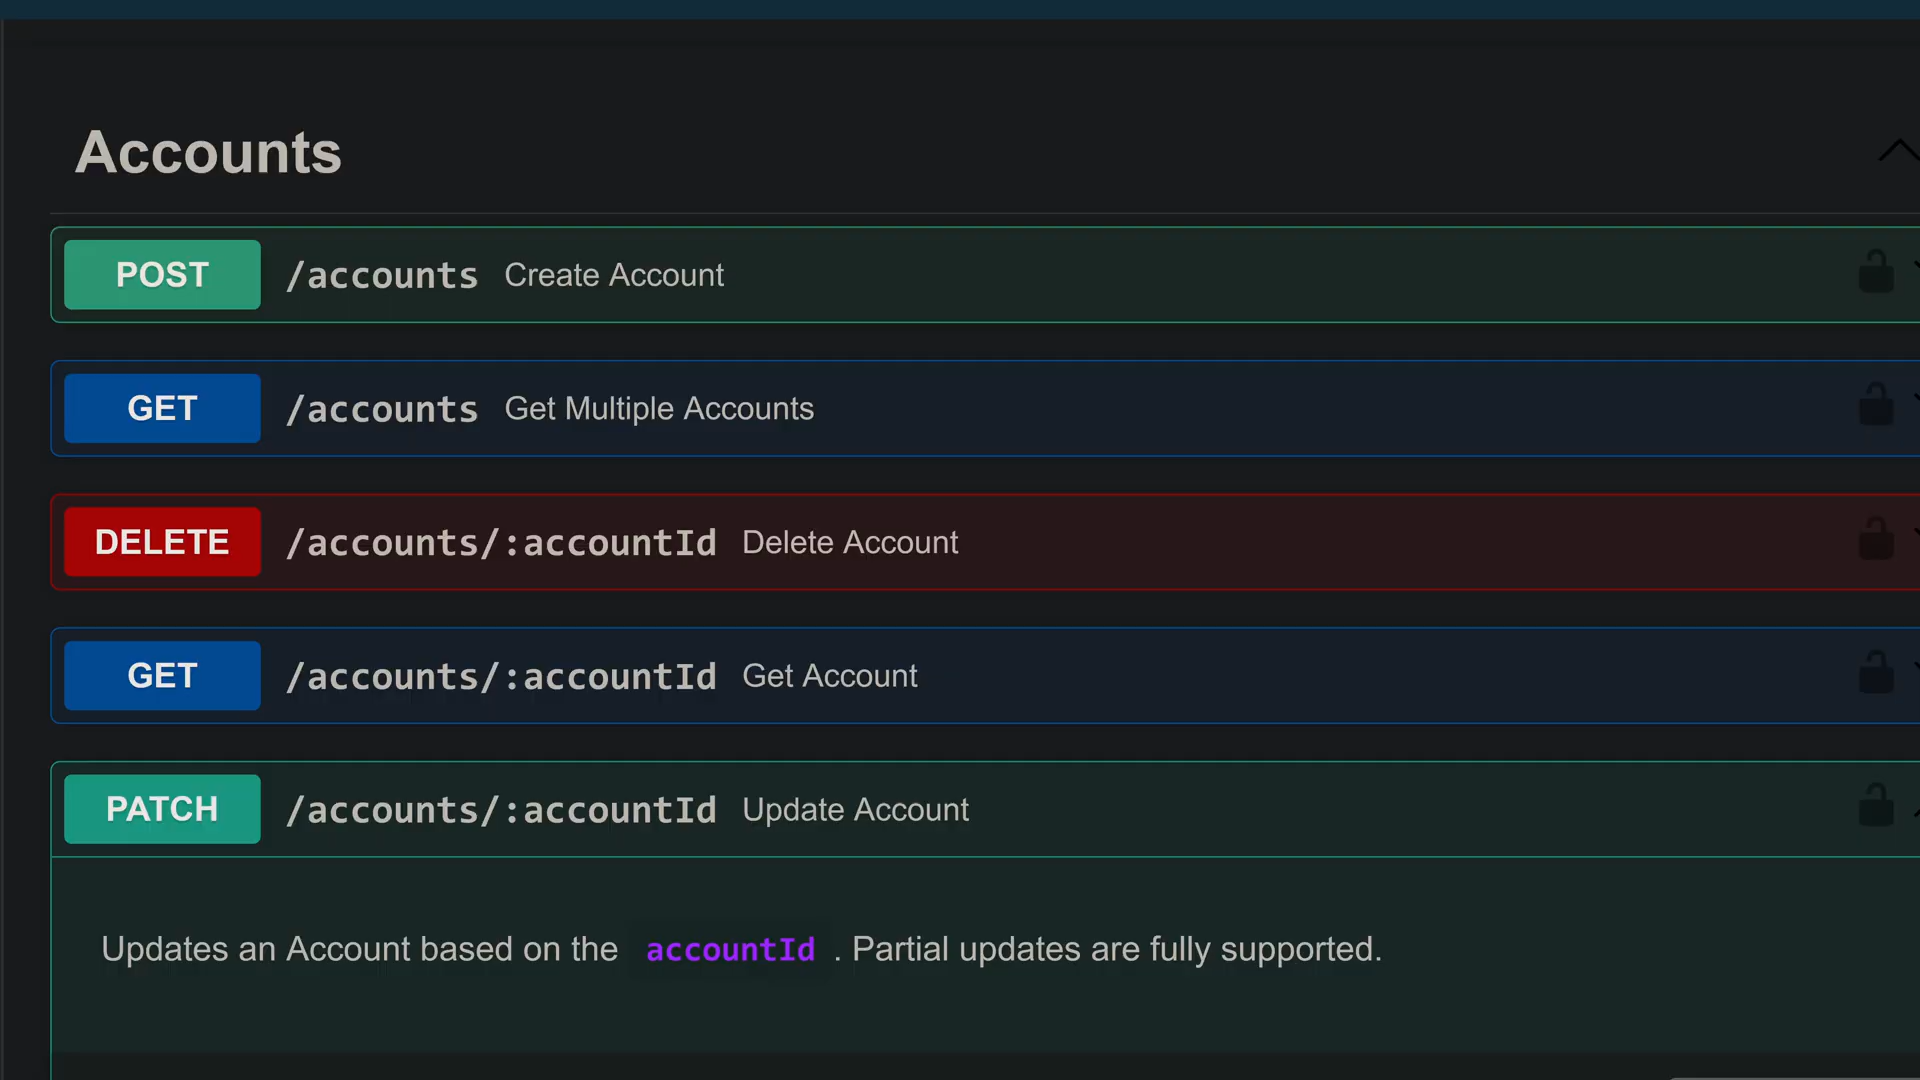 Accounts
POST /accounts Create Account
GET /accounts Get Multiple Accounts
DELETE /accounts/:accountId Delete Account
GET /accounts/:accountId Get Account
PATCH /accounts/:accountId Update Account
Updates an Account based on the accountId . Partial updates are fully supported.